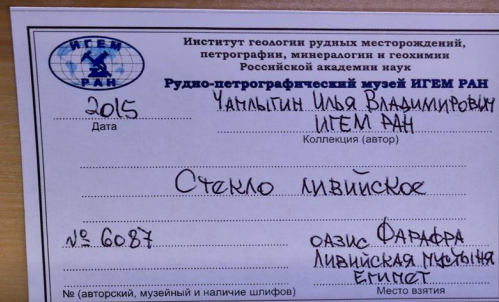 ИГЕМ
РАН
Институт геологии рудных месторождений,
петрографии, минералогии и геохимии
Российской академии наук
Рудно-петрографический музей ИГЕМ РАН
2015
Чаплыгин Илья Владимирович
Дата
ИГЕМ РАН
Коллекция (автор)
Стекло ливийское
№ 6087
оазис Фарафра
Ливийская пустыня
Египет
№ (авторский, музейный и наличие шлифов)
Место взятия